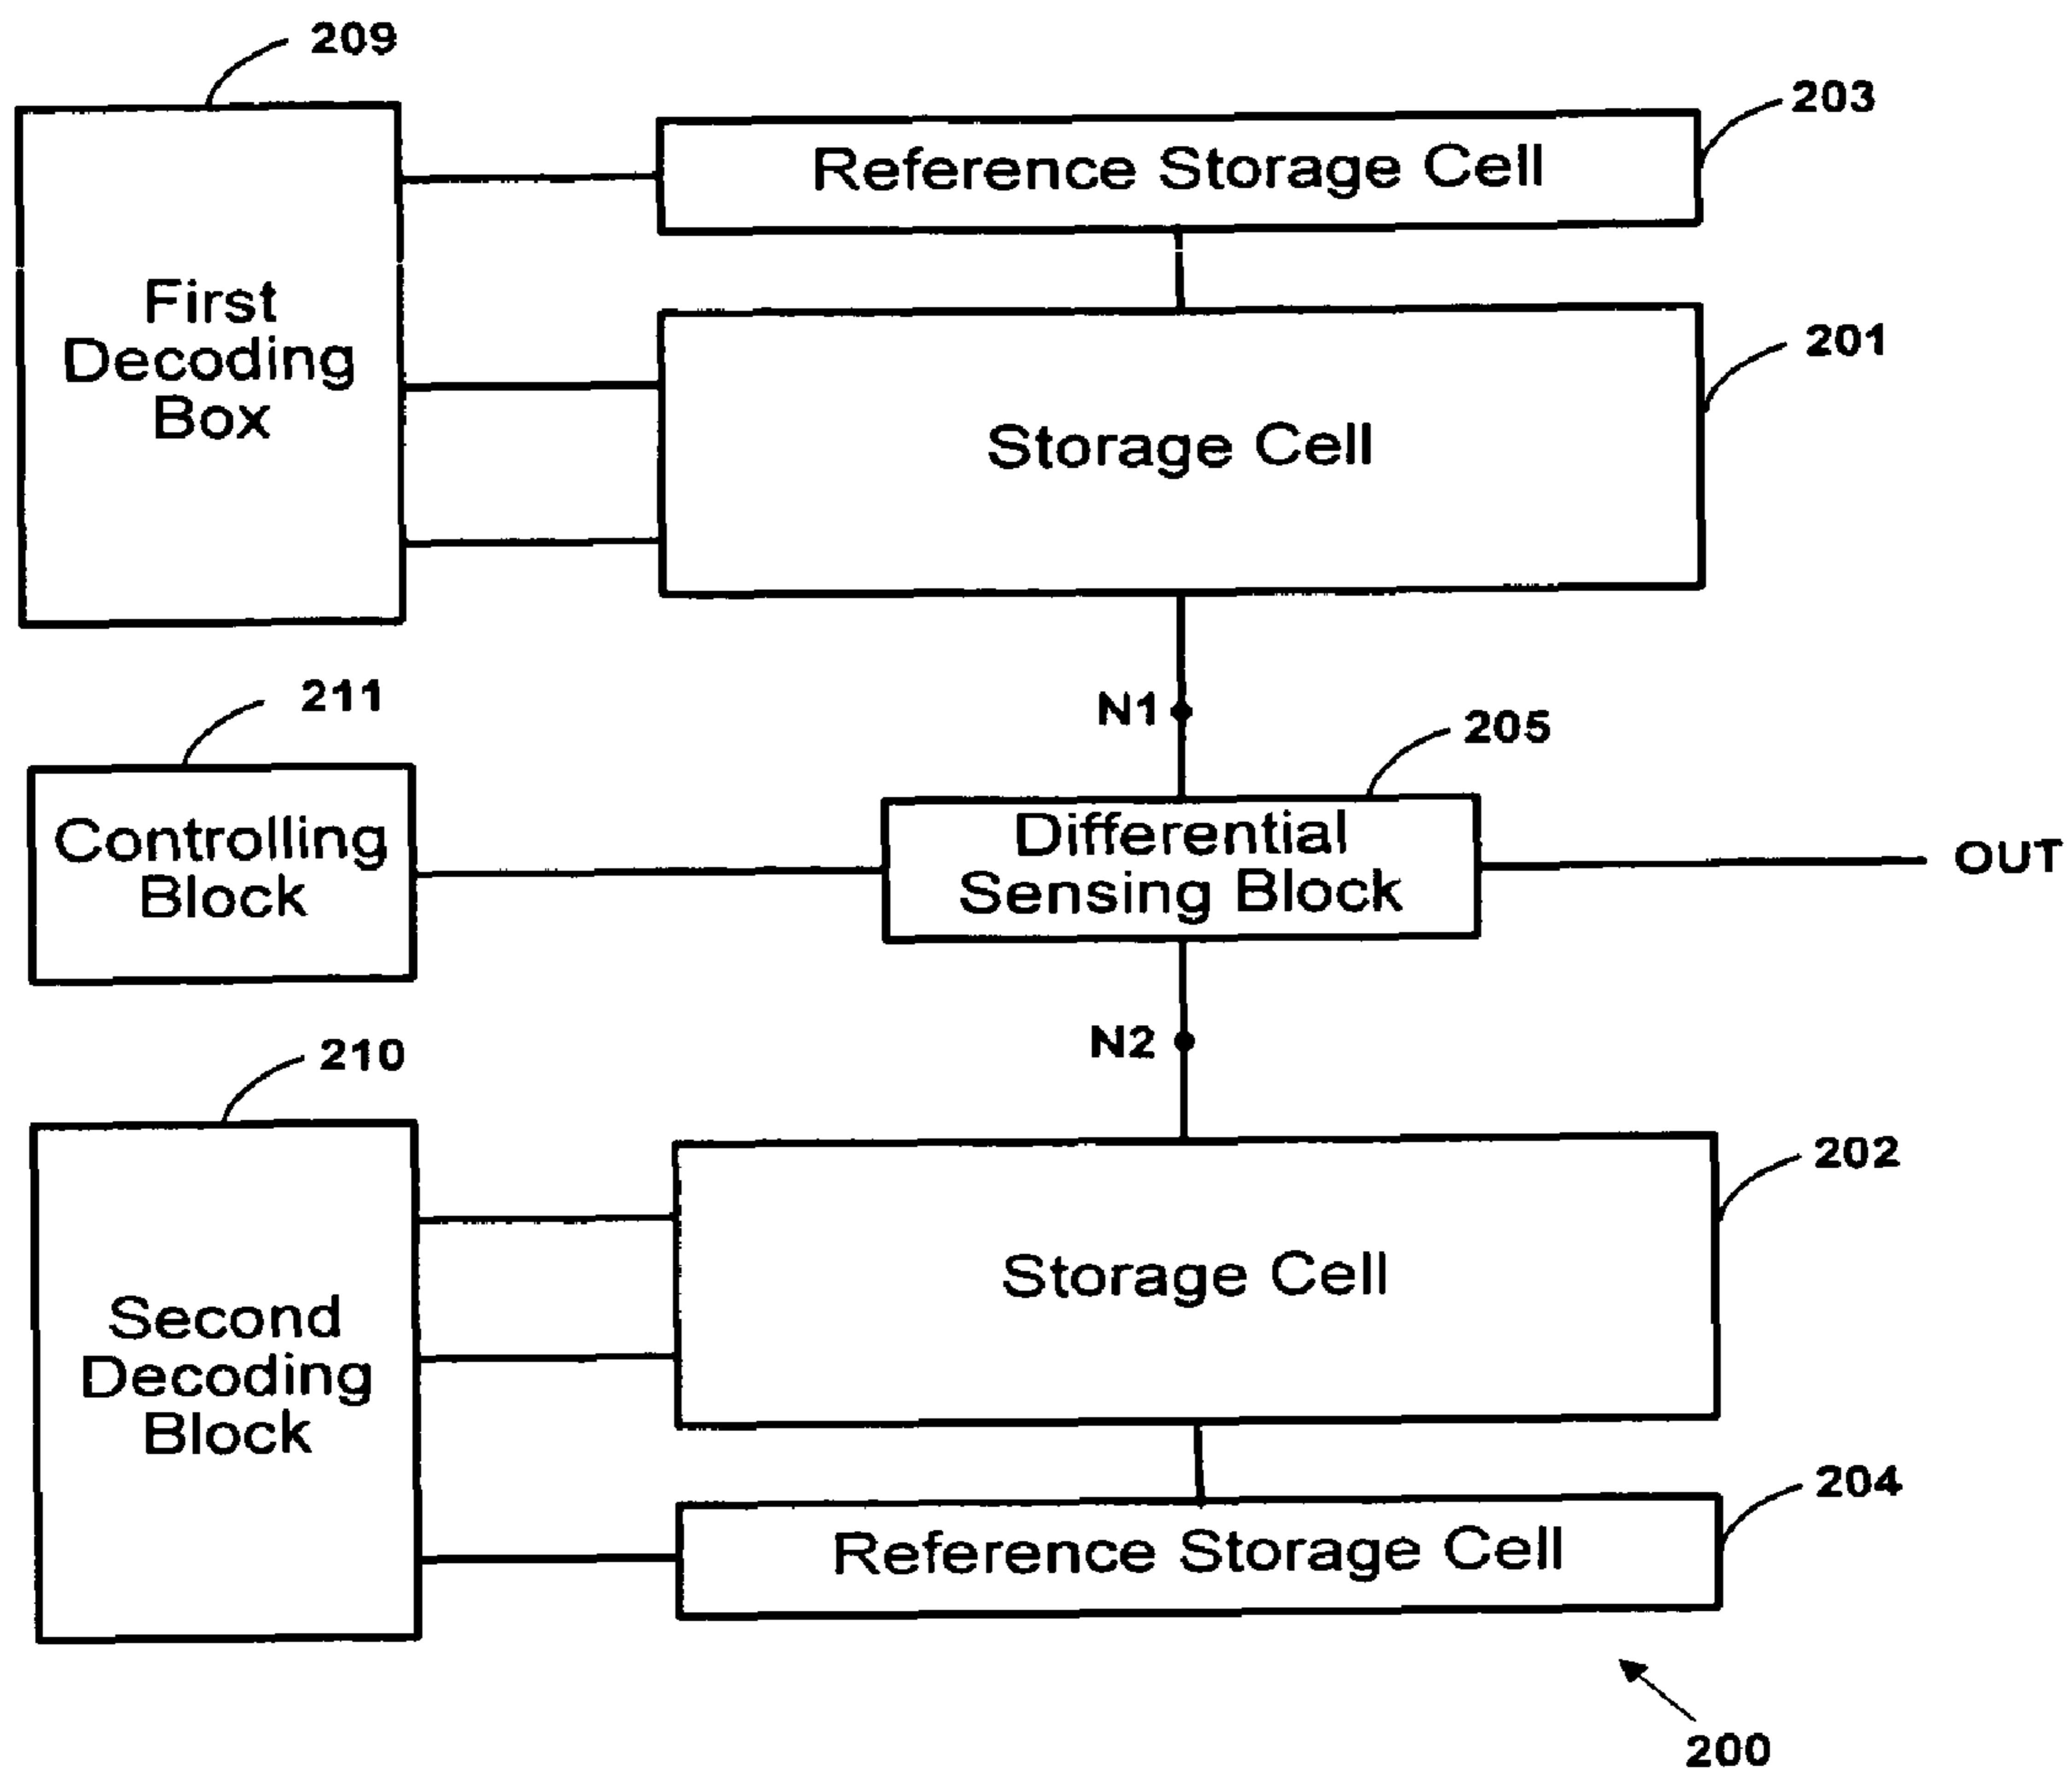 209
203
Reference Storage Cell
First
Decoding
Box
201
Storage Cell
211
N1
205
Controlling
Block
Differential
Sensing Block
OUT
210
N2
202
Storage Cell
Second
Decoding
Block
204
Reference Storage Cell
200